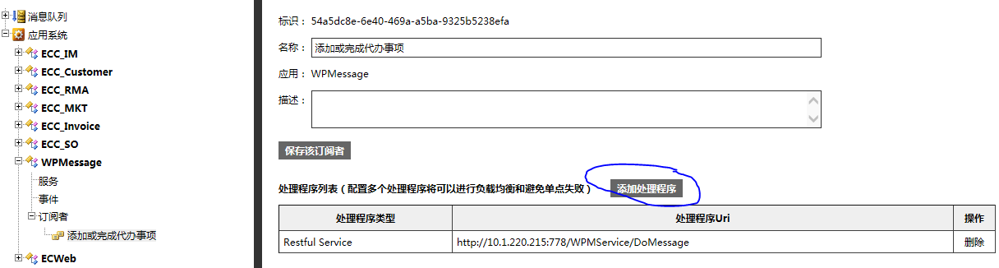 消息队列
应用系统
ECC_IM
ECC_Customer
ECC_RMA
ECC_MKT
ECC_Invoice
ECC_SO
WPMessage
服务
事件
订阅者
添加或完成代办事项
ECWeb
标识： 54a5dc8e-6e40-469a-a5ba-9325b5238efa
名称： 添加或完成代办事项
应用： WPMessage
描述：
保存该订阅者
处理程序列表（配置多个处理程序将可以进行负载均衡和避免单点失败） 添加处理程序
处理程序类型 处理程序Uri 操作
Restful Service http://10.1.220.215:778/WPMService/DoMessage 删除